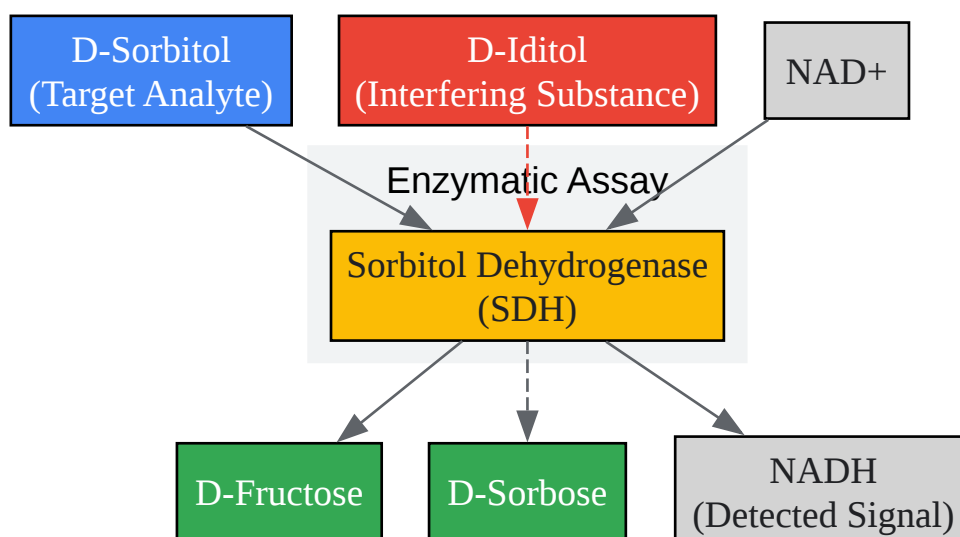 D-Sorbitol
(Target Analyte)
D-Iditol
(Interfering Substance)
NAD+
Enzymatic Assay
Sorbitol Dehydrogenase
(SDH)
D-Fructose
D-Sorbose
NADH
(Detected Signal)